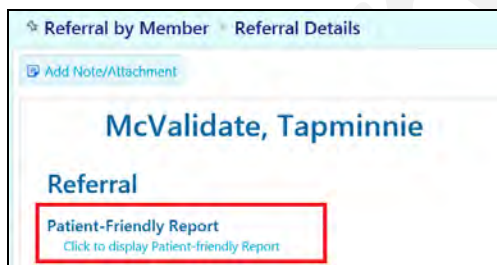 Referral by Member Referral Details
Add Note/Attachment
McValidate, Tapminnie
Referral
Patient-Friendly Report
Click to display Patient-friendly Report